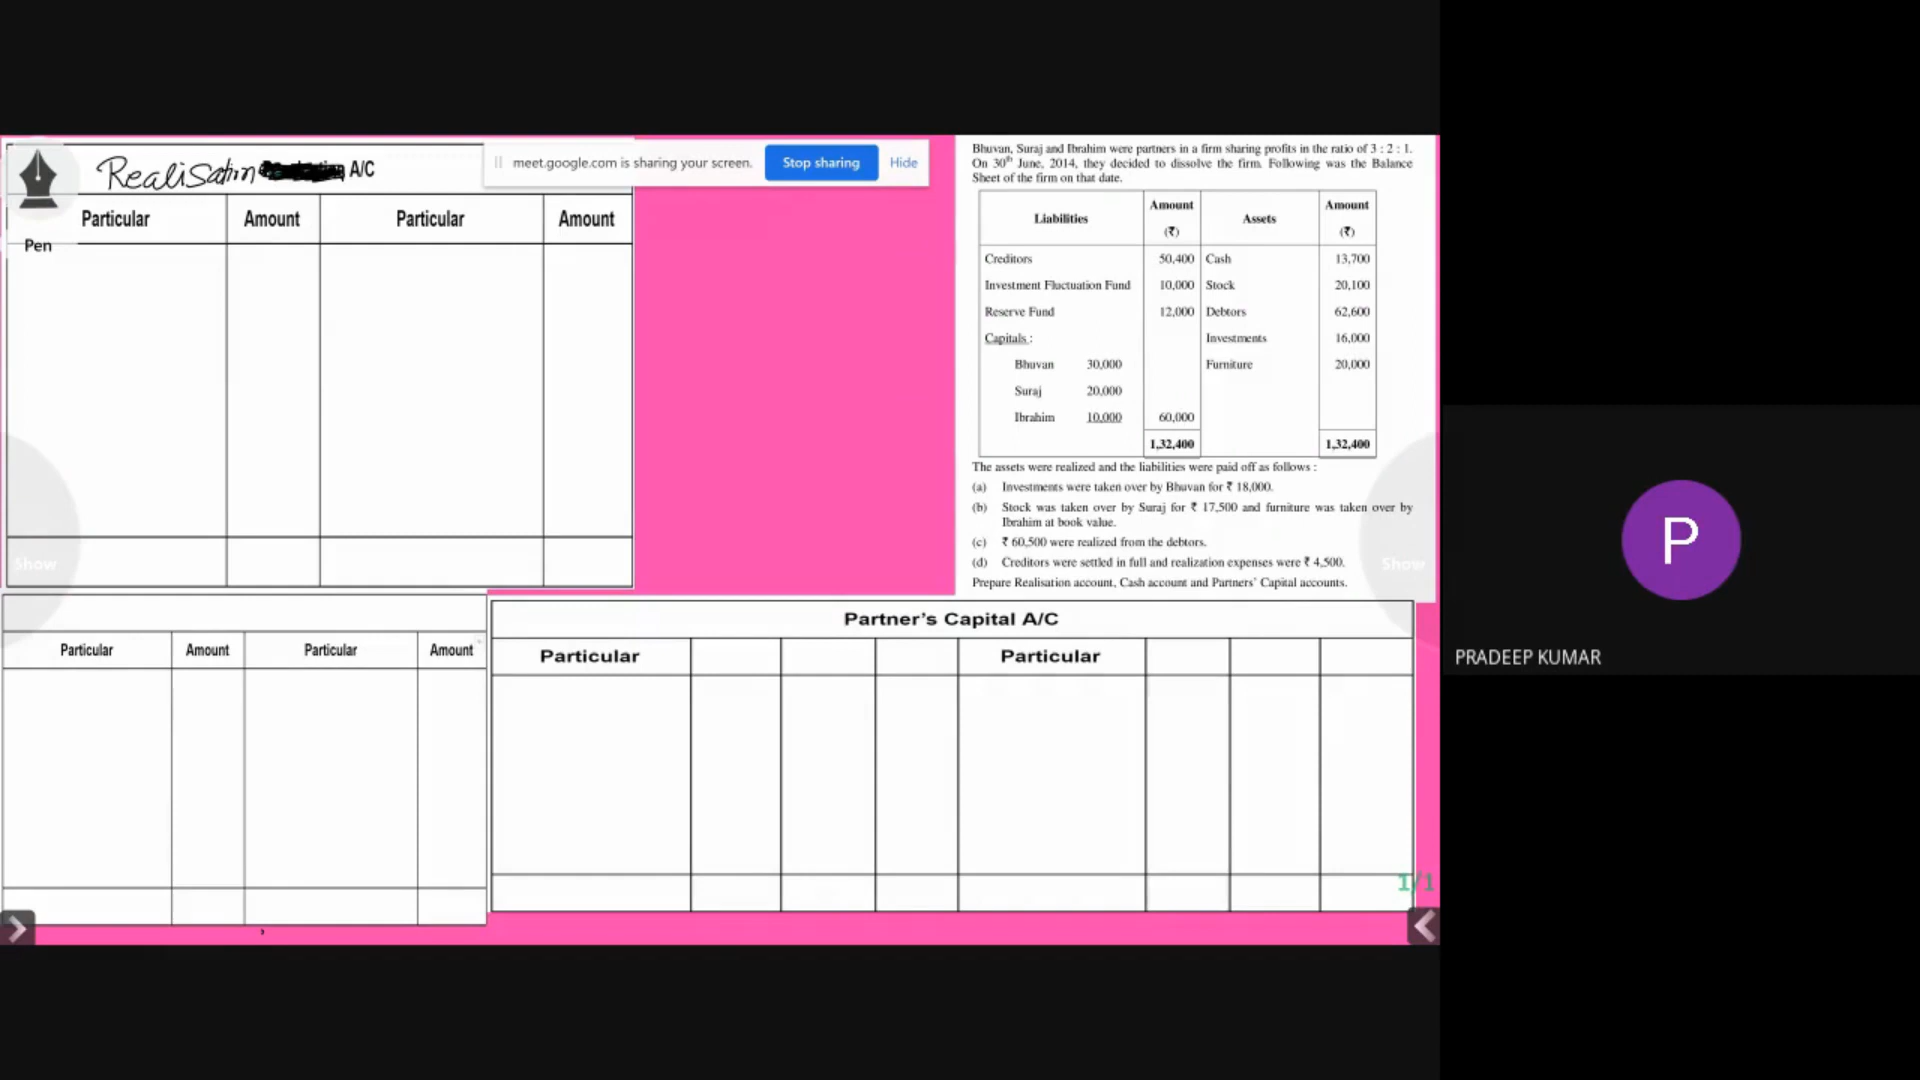 RealiSation A/C
meet.google.com is sharing your screen. Stop sharing Hide
Particular Amount Particular Amount
Pen
Show
Bhuvan, Suraj and Ibrahim were partners in a firm sharing profits in the ratio of 3 : 2 : 1.
On 30th June, 2014, they decided to dissolve the firm. Following was the Balance
Sheet of the firm on that date.
Liabilities Amount (₹) Assets Amount (₹)
Creditors 50,400 Cash 13,700
Investment Fluctuation Fund 10,000 Stock 20,100
Reserve Fund 12,000 Debtors 62,600
Capitals : Investments 16,000
Bhuvan 30,000 Furniture 20,000
Suraj 20,000
Ibrahim 10,000 60,000
1,32,400 1,32,400
The assets were realized and the liabilities were paid off as follows :
(a) Investments were taken over by Bhuvan for ₹ 18,000.
(b) Stock was taken over by Suraj for ₹ 17,500 and furniture was taken over by
Ibrahim at book value.
(c) ₹ 60,500 were realized from the debtors.
(d) Creditors were settled in full and realization expenses were ₹ 4,500.
Show
Prepare Realisation account, Cash account and Partners' Capital accounts.
Particular Amount Particular Amount
Partner's Capital A/C
Particular Particular
1/1
P
PRADEEP KUMAR